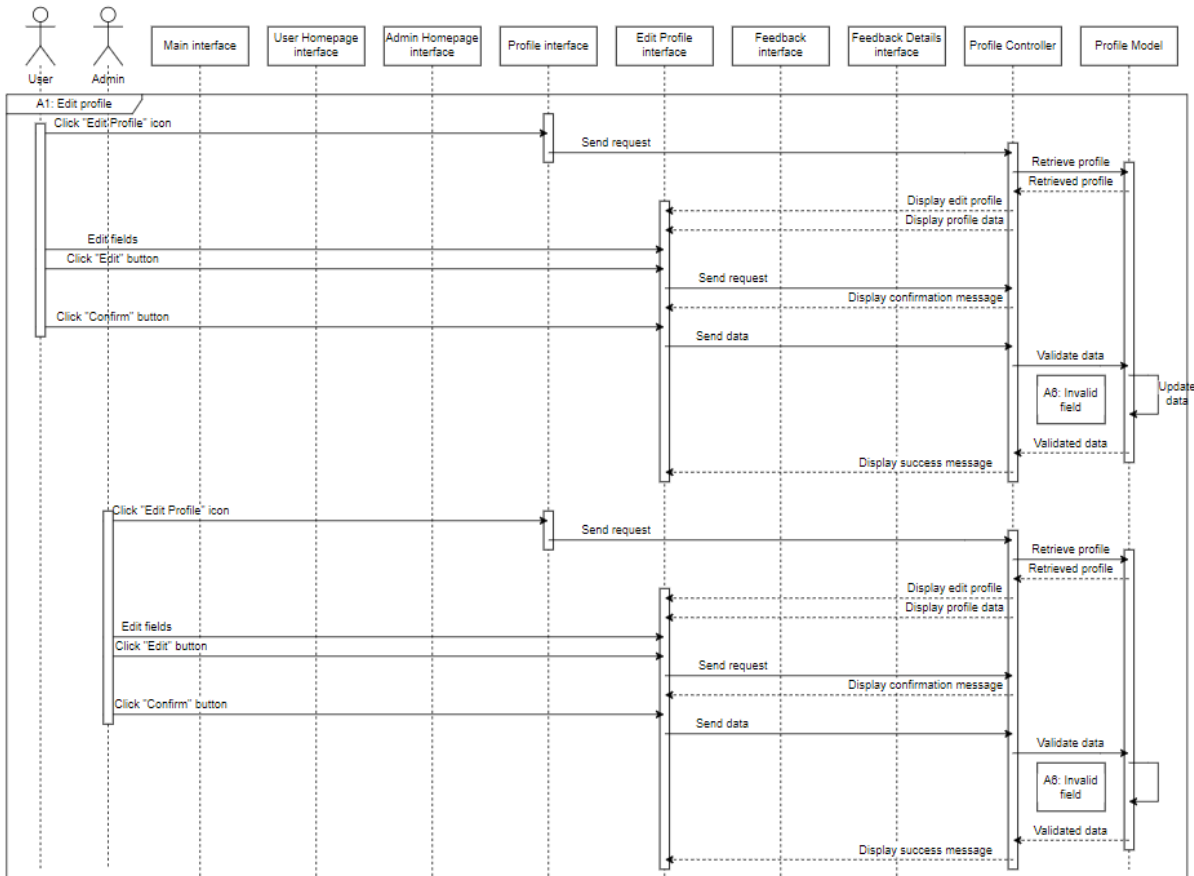 Main interface
User Homepage
interface
Admin Homepage
interface
Profile interface
Edit Profile
interface
Feedback
interface
Feedback Details
interface
Profile Controller
Profile Model
User
Admin
A1: Edit profile
Click "Edit Profile" icon
Send request
Retrieve profile
Retrieved profile
Display edit profile
Display profile data
Edit fields
Click "Edit" button
Send request
Display confirmation message
Click "Confirm" button
Send data
Validate data
A6: Invalid
field
Update
data
Validated data
Display success message
Click "Edit Profile" icon
Send request
Retrieve profile
Retrieved profile
Display edit profile
Display profile data
Edit fields
Click "Edit" button
Send request
Display confirmation message
Click "Confirm" button
Send data
Validate data
A6: Invalid
field
Validated data
Display success message